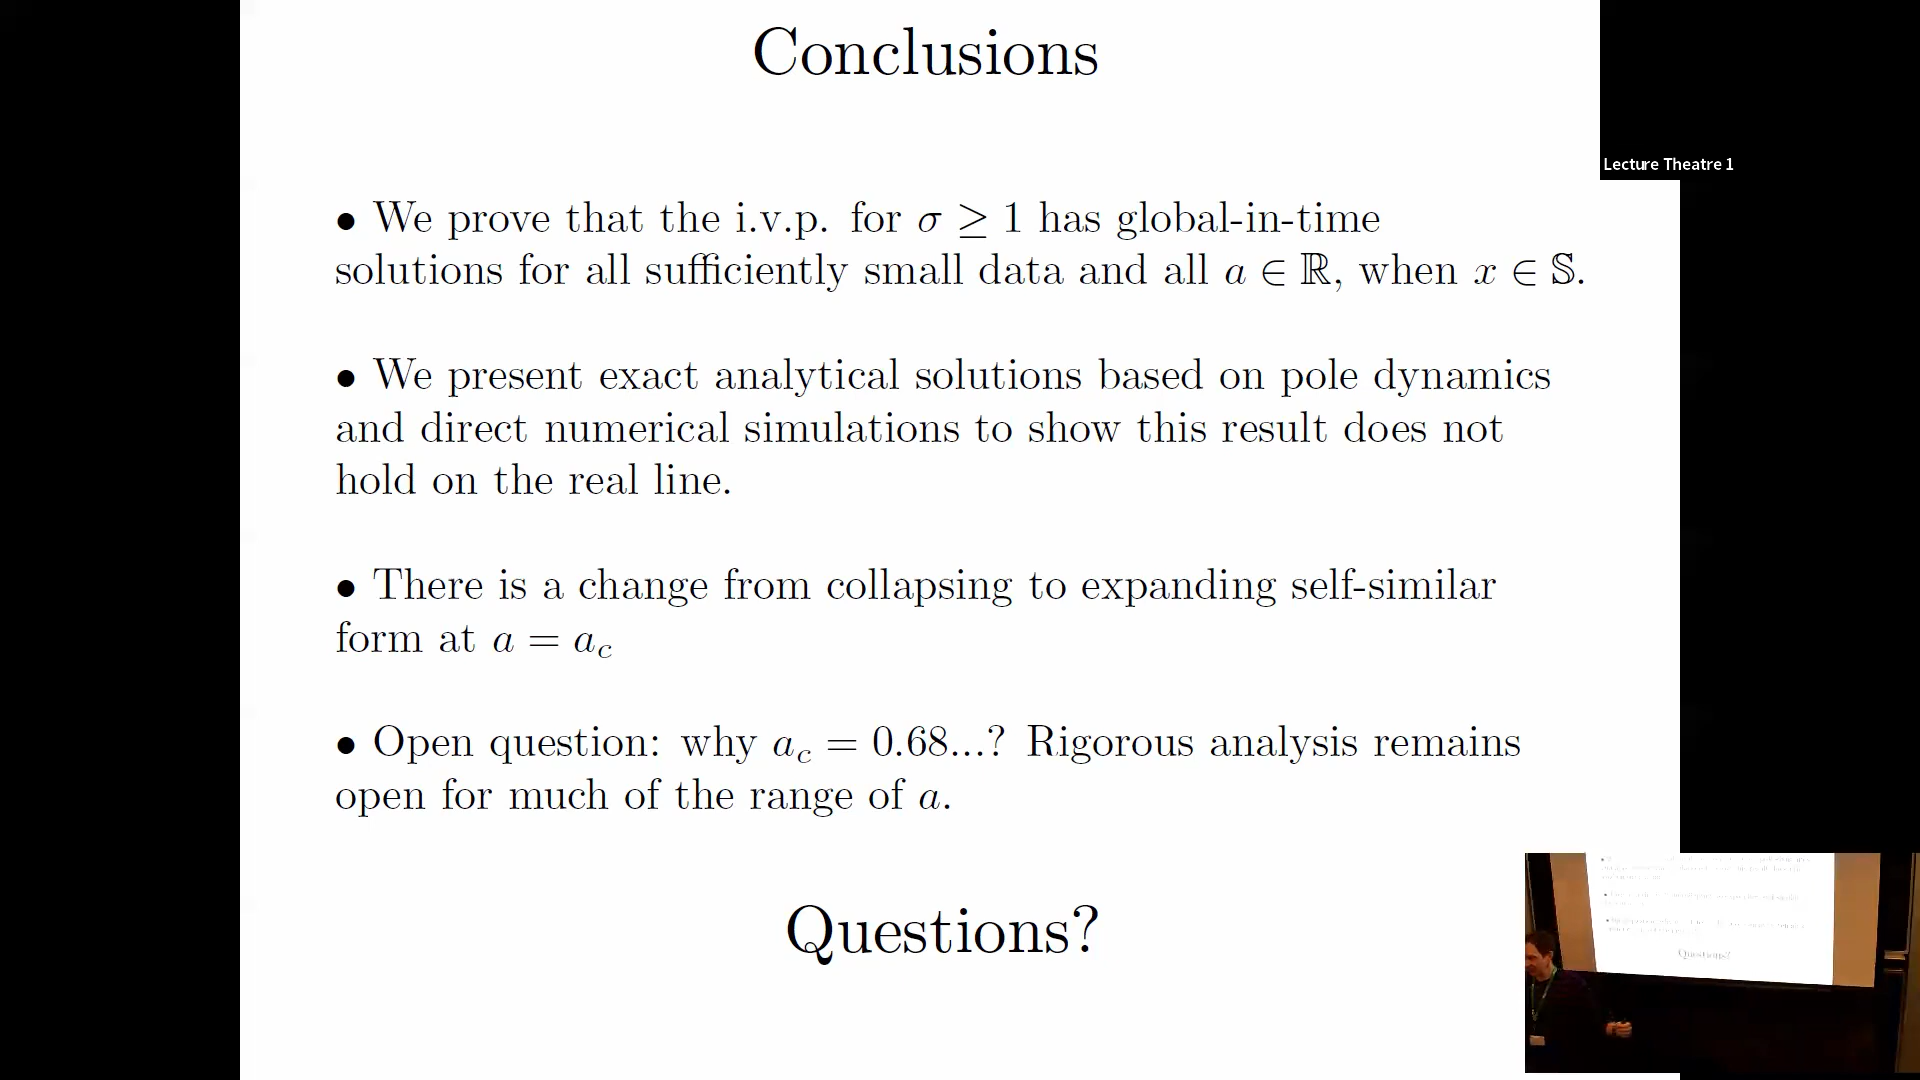 Conclusions
Lecture Theatre 1
• We prove that the i.v.p. for σ ≥ 1 has global-in-time
solutions for all sufficiently small data and all a ∈ ℝ, when x ∈ 𝕊.
• We present exact analytical solutions based on pole dynamics
and direct numerical simulations to show this result does not
hold on the real line.
• There is a change from collapsing to expanding self-similar
form at a = a_c
• Open question: why a_c = 0.68...? Rigorous analysis remains
open for much of the range of a.
Questions?
Questions?